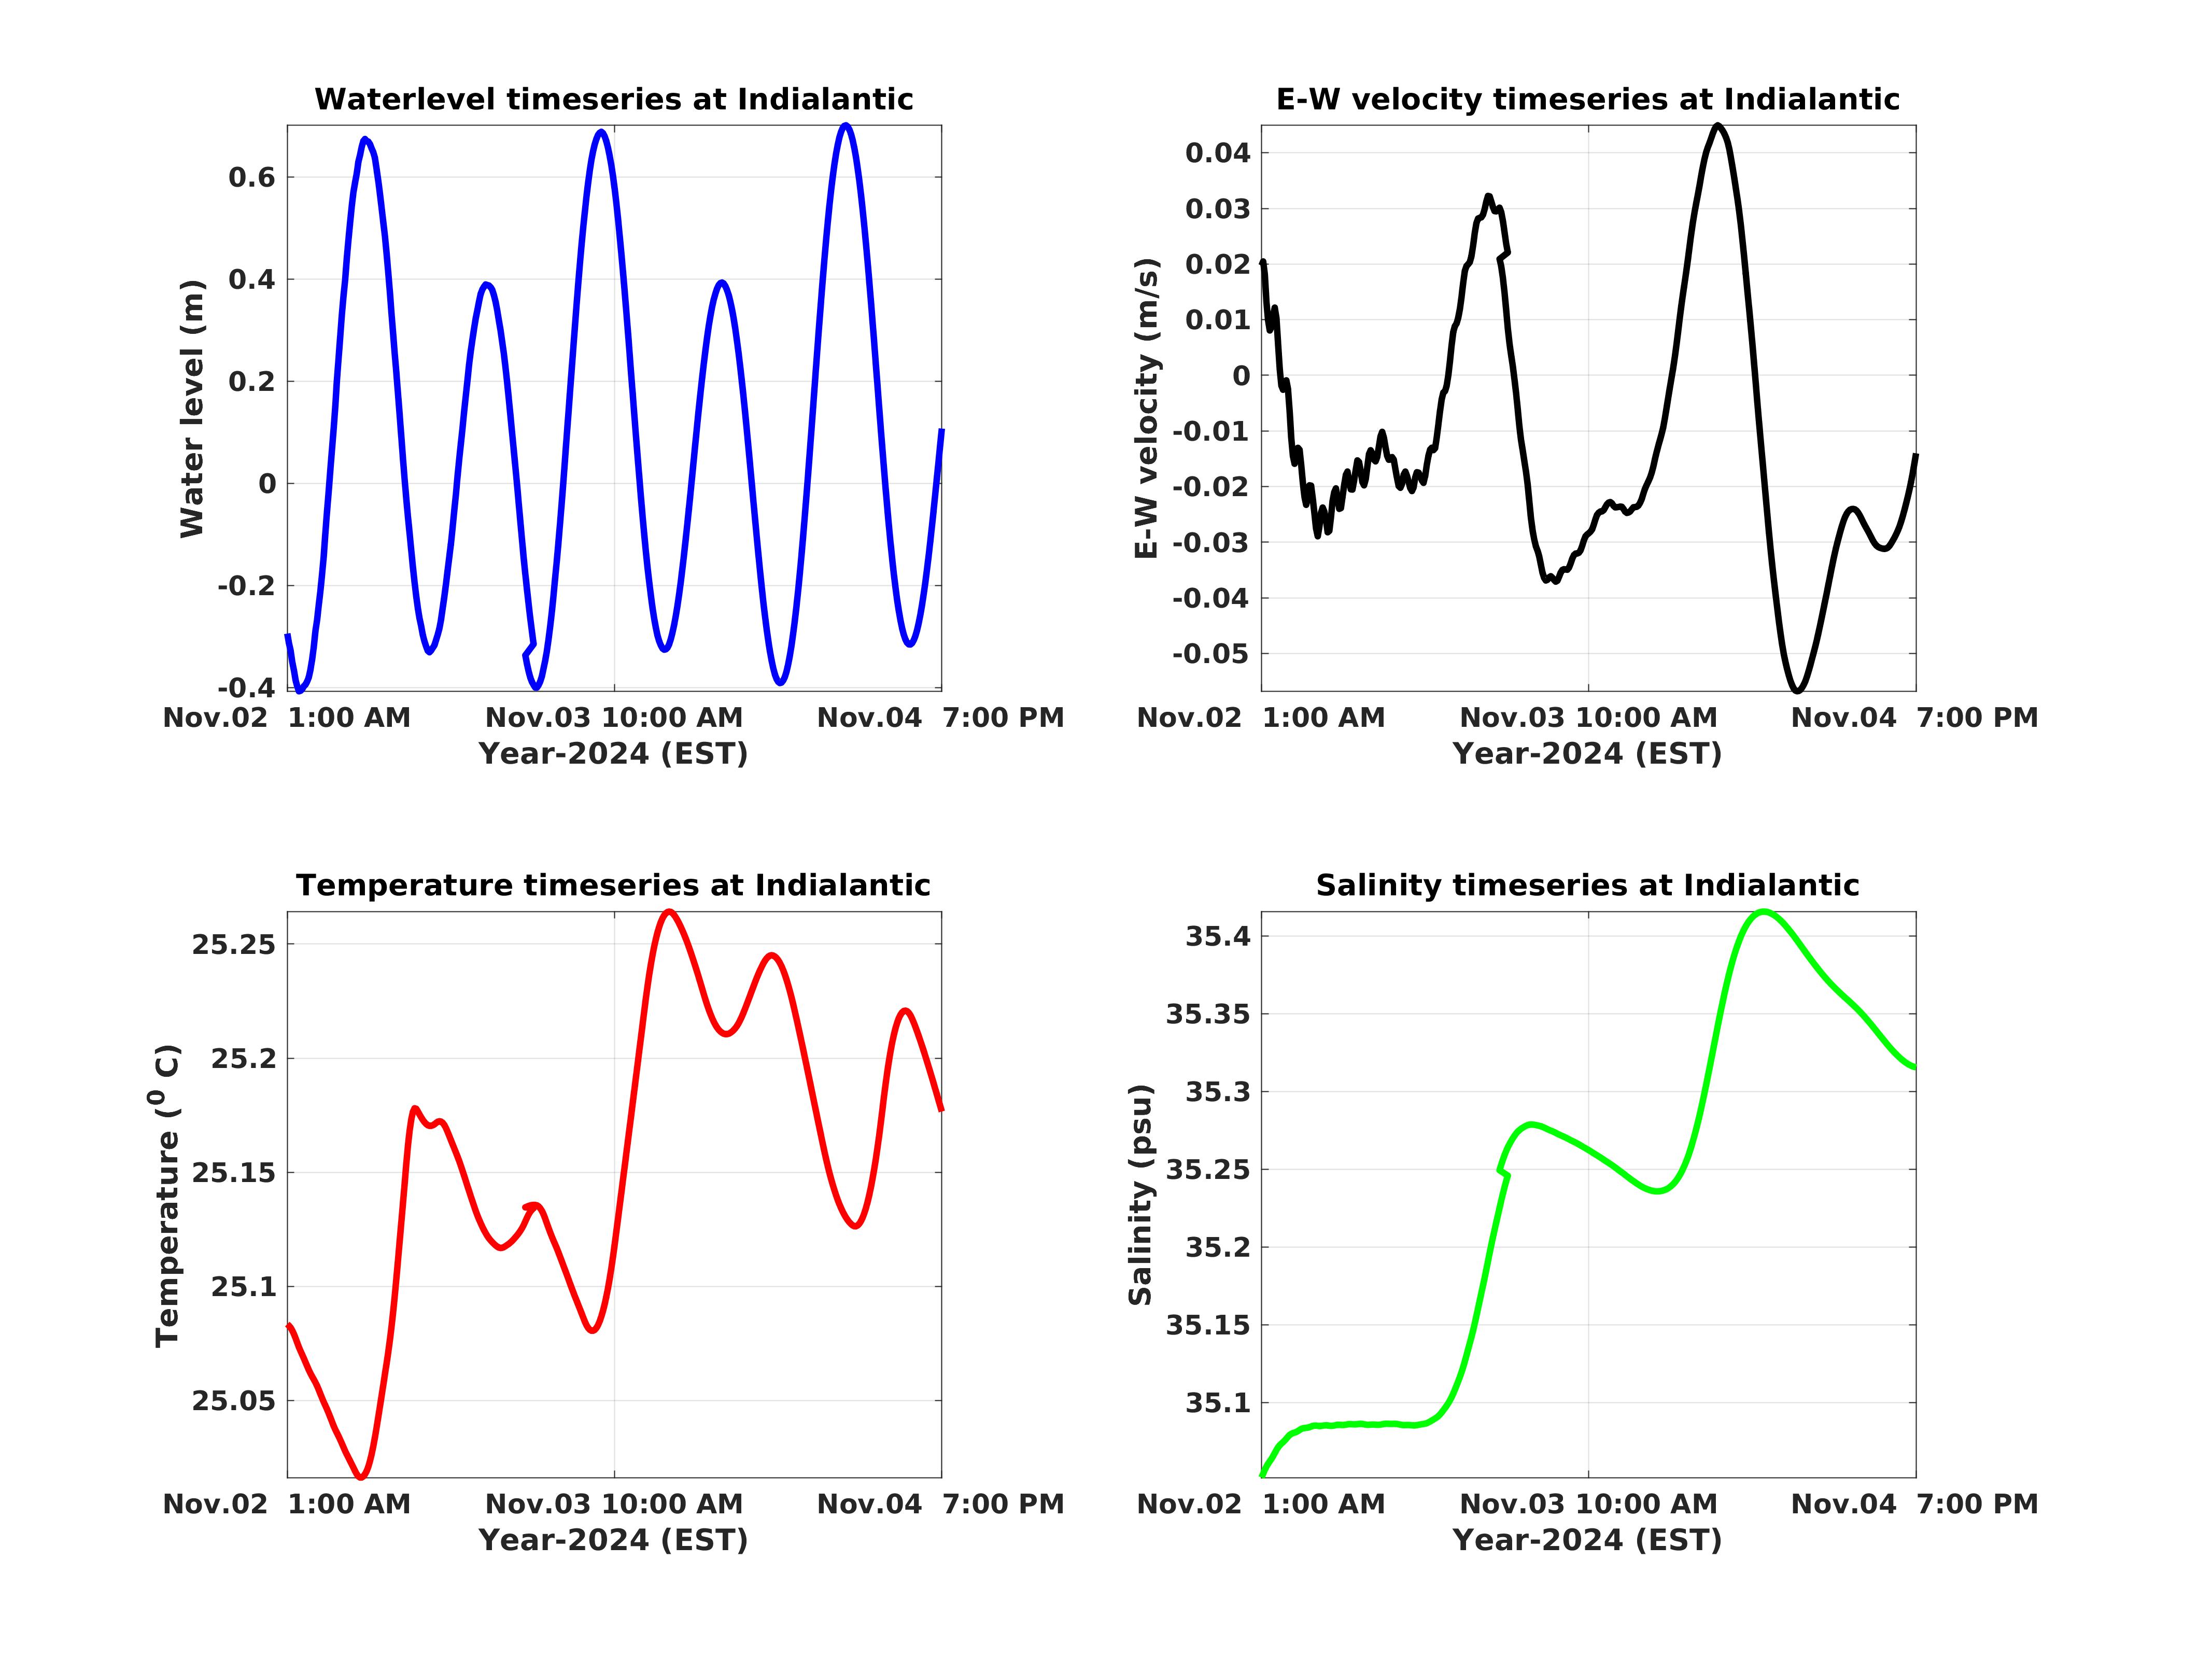 Waterlevel timeseries at Indialantic
0.6
0.4
0.2
0
-0.2
-0.4
Water level (m)
Nov.02 1:00 AM Nov.03 10:00 AM Nov.04 7:00 PM
Year-2024 (EST)
E-W velocity timeseries at Indialantic
0.04
0.03
0.02
0.01
0
-0.01
-0.02
-0.03
-0.04
-0.05
E-W velocity (m/s)
Nov.02 1:00 AM Nov.03 10:00 AM Nov.04 7:00 PM
Year-2024 (EST)
Temperature timeseries at Indialantic
25.25
25.2
25.15
25.1
25.05
Temperature (⁰ C)
Nov.02 1:00 AM Nov.03 10:00 AM Nov.04 7:00 PM
Year-2024 (EST)
Salinity timeseries at Indialantic
35.4
35.35
35.3
35.25
35.2
35.15
35.1
Salinity (psu)
Nov.02 1:00 AM Nov.03 10:00 AM Nov.04 7:00 PM
Year-2024 (EST)